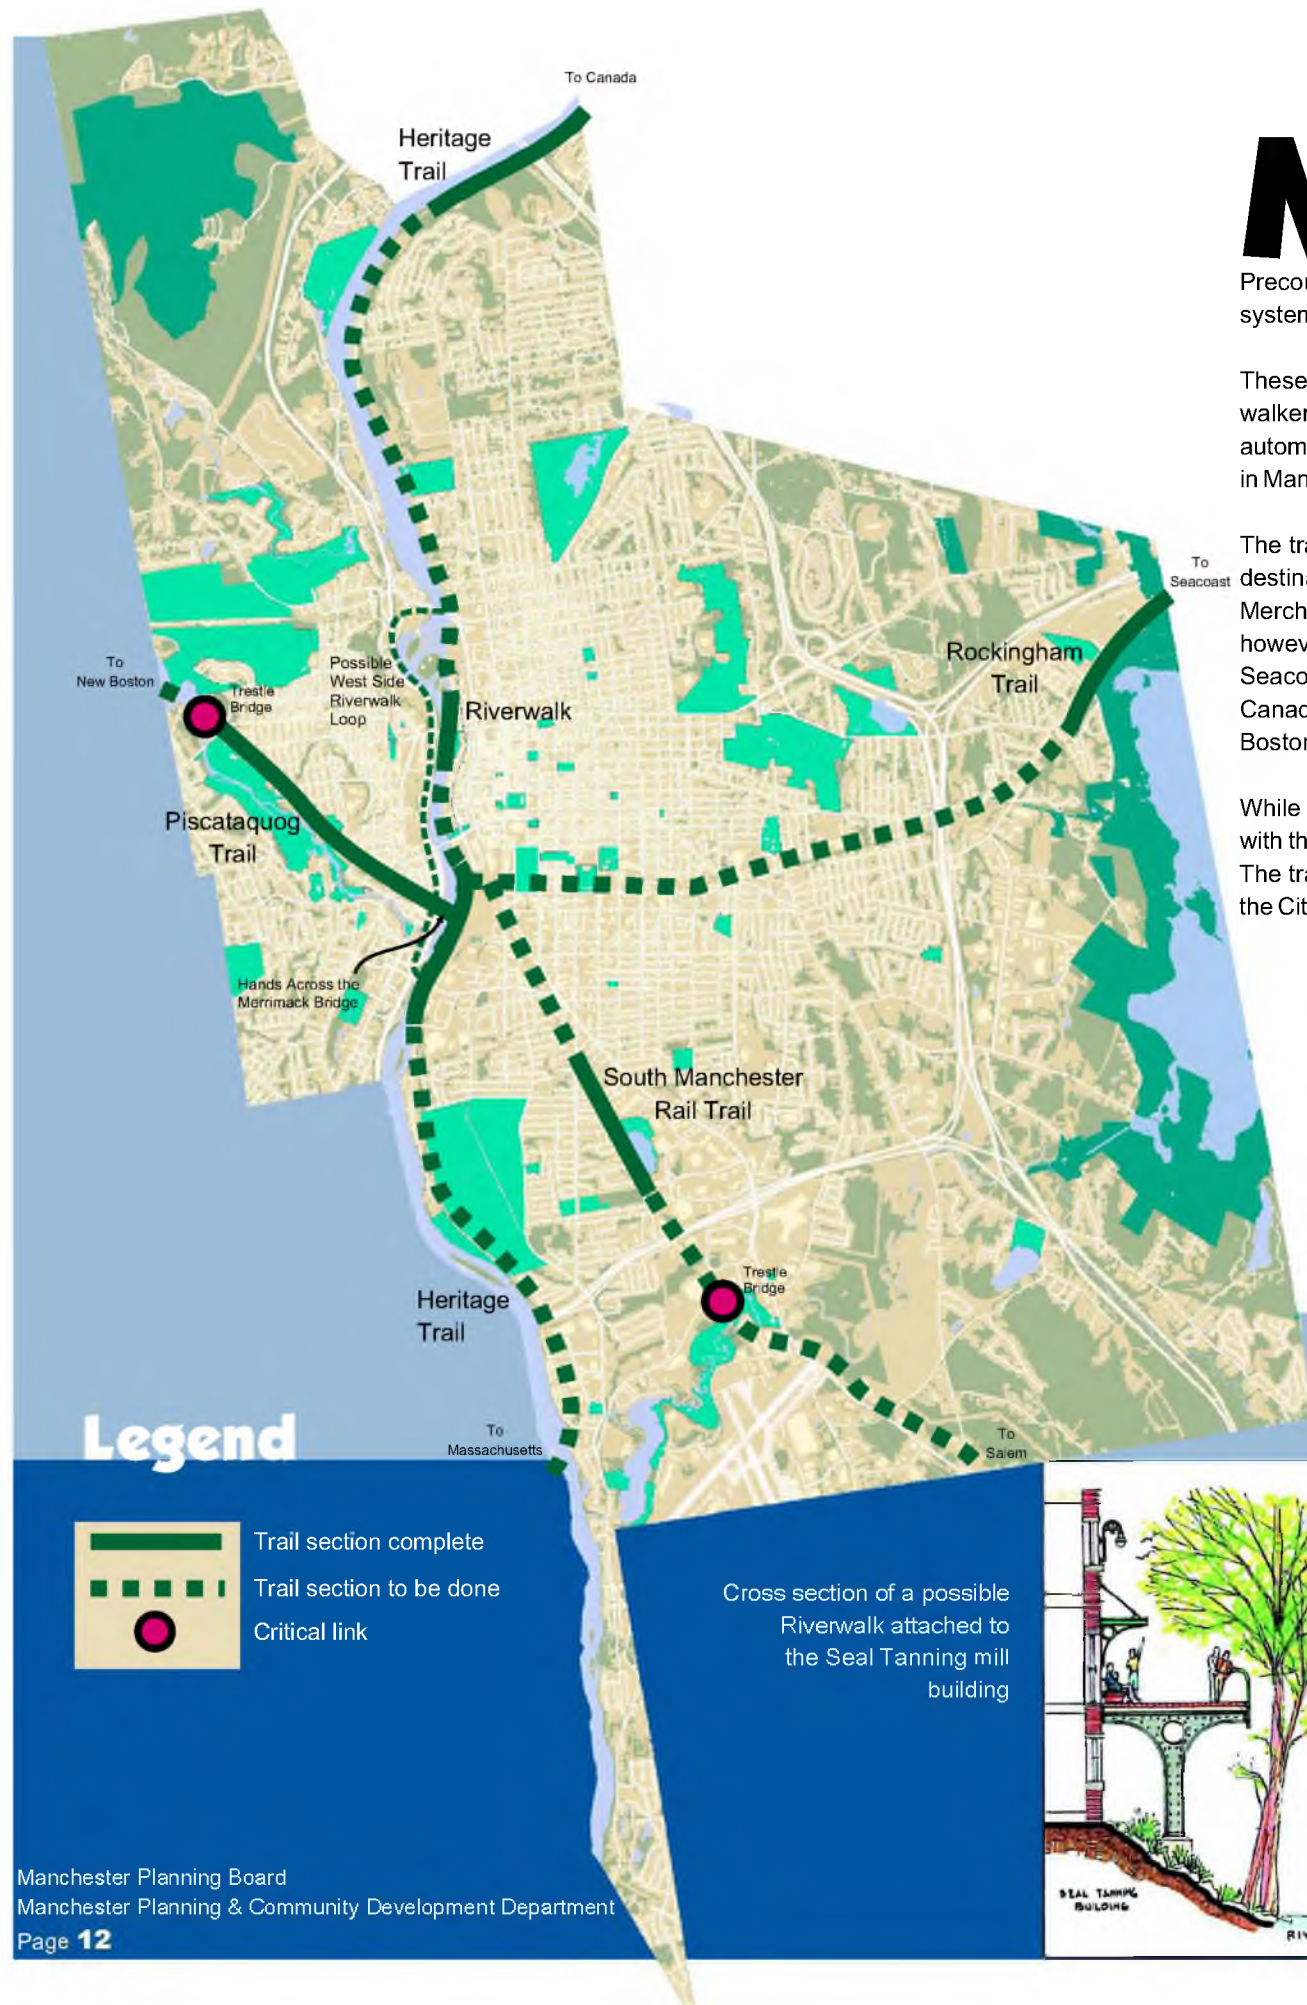 To Canada
Heritage
Trail
To
Seacoast
Rockingham
Trail
To
New Boston
Trestle
Bridge
Possible
West Side
Riverwalk
Loop
Riverwalk
Piscataquog
Trail
Hands Across the
Merrimack Bridge
South Manchester
Rail Trail
Trestle
Bridge
Heritage
Trail
To
Massachusetts
To
Salem
Legend
Trail section complete
Trail section to be done
Critical link
Cross section of a possible
Riverwalk attached to
the Seal Tanning mill
building
SEAL TANNING
BUILDING
RIV
Manchester Planning Board
Manchester Planning & Community Development Department
Page 12
Precou
system
These
walker
autom
in Man
The tra
destina
Merch
howev
Seaco
Canad
Boston
While
with th
The tra
the Cit